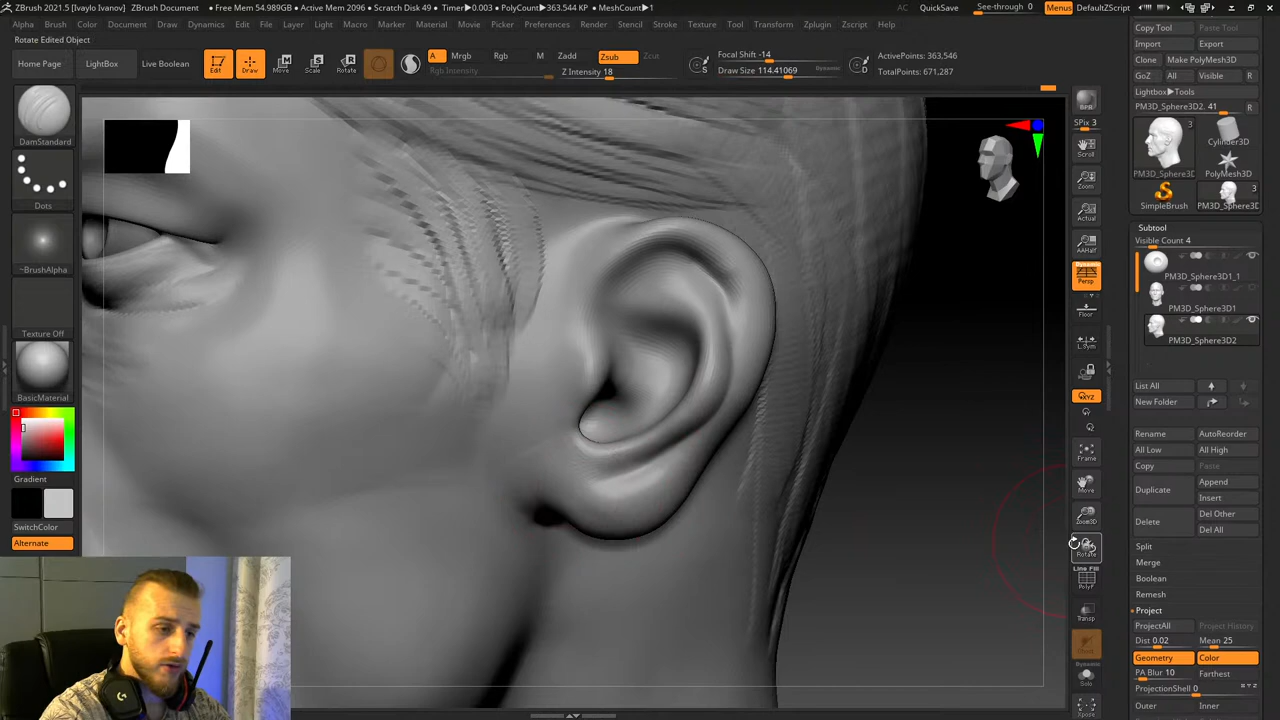 ZBrush 2021.5 [Ivaylo Ivanov] ZBrush Document • Free Mem 54.989GB • Active Mem 2096 • Scratch Disk 49 • Timer▶0.003 • PolyCount▶363.544 KP • MeshCount▶1 AC QuickSave See-through 0 Menus DefaultZScript
Alpha Brush Color Document Draw Dynamics Edit File Layer Light Macro Marker Material Movie Picker Preferences Render Stencil Stroke Texture Tool Transform Zplugin Zscript Help
Rotate Edited Object
Home Page LightBox Live Boolean Edit Draw Move Scale Rotate
A Mrgb Rgb M Zadd Zsub Zcut
Rgb Intensity Z Intensity 18
Focal Shift -14
Draw Size 114.41069 Dynamic
S D
ActivePoints: 363,546
TotalPoints: 671,287
DamStandard
Dots
~BrushAlpha
Texture Off
BasicMaterial
Gradient
SwitchColor
Alternate
BPR
SPix 3
Scroll
Zoom
Actual
AAHalf
Dynamic
Persp
Floor
L.Sym
XYZ
Frame
Move
Zoom3D
Rotate
Line Fill
PolyF
Transp
Dynamic
Solo
Xpose
Copy Tool Paste Tool
Import Export
Clone Make PolyMesh3D
GoZ All Visible R
Lightbox▶Tools
PM3D_Sphere3D2. 41 R
3
Cylinder3D
PM3D_Sphere3D PolyMesh3D
3
SimpleBrush PM3D_Sphere3D
Subtool
Visible Count 4
PM3D_Sphere3D1_1
PM3D_Sphere3D1
PM3D_Sphere3D2
List All
New Folder
Rename AutoReorder
All Low All High
Copy Paste
Duplicate Append
Insert
Delete Del Other
Del All
Split
Merge
Boolean
Remesh
Project
ProjectAll Project History
Dist 0.02 Mean 25
Geometry Color
PA Blur 10 Farthest
ProjectionShell 0
Outer Inner